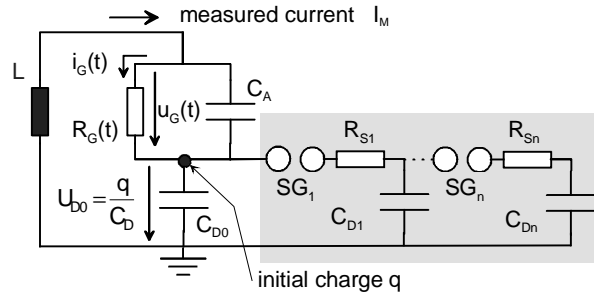 measured current I_M
i_G(t)
L
C_A
u_G(t)
R_G(t)
R_S1
R_Sn
SG_1
SG_n
U_D0 = q/C_D
C_D0
C_D1
C_Dn
initial charge q